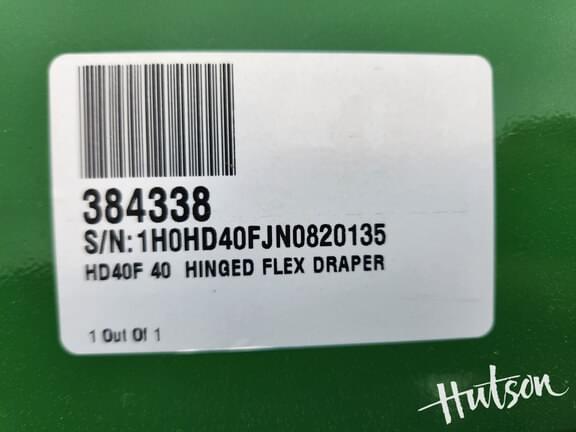 384338
S/N:1H0HD40FJN0820135
HD40F 40 HINGED FLEX DRAPER
1 Out Of 1
Hutson